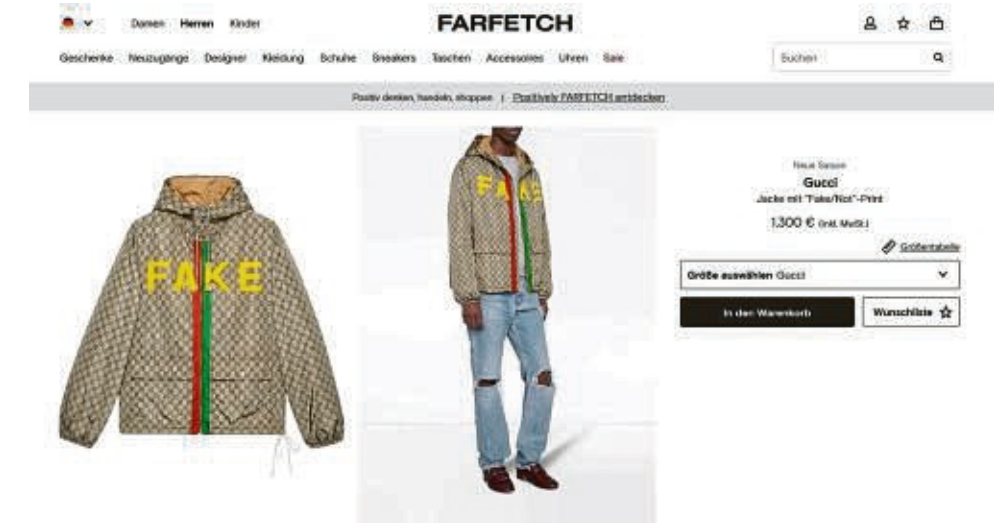 Damen Herren Kinder
FARFETCH
Geschenke Neuzugänge Designer Kleidung Schuhe Sneakers Taschen Accessoires Uhren Sale
Suchen
Positiv denken, handeln, shoppen | Positively FARFETCH entdecken
FAKE
FAKE
Neue Saison
Gucci
Jacke mit "Fake/Not"-Print
1.300 € (inkl. MwSt.)
Größentabelle
Größe auswählen Gucci
In den Warenkorb
Wunschliste